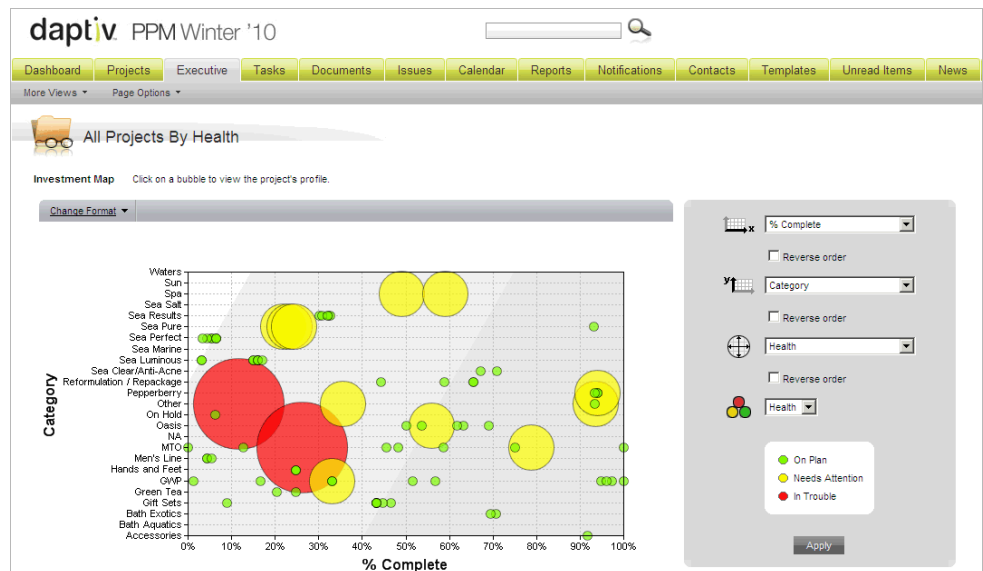 daptiv PPM Winter '10
Dashboard Projects Executive Tasks Documents Issues Calendar Reports Notifications Contacts Templates Unread Items News
More Views Page Options
All Projects By Health
Investment Map Click on a bubble to view the project's profile.
Change Format
x % Complete
Reverse order
y Category
Reverse order
Health
Reverse order
Health
On Plan
Needs Attention
In Trouble
Apply
Category
Waters
Sun
Spa
Sea Salt
Sea Results
Sea Pure
Sea Perfect
Sea Marine
Sea Luminous
Sea Clear/Anti-Acne
Reformulation / Repackage
Pepperberry
Other
On Hold
Oasis
NA
MTO
Men's Line
Hands and Feet
GWP
Green Tea
Gift Sets
Bath Exotics
Bath Aquatics
Accessories
0% 10% 20% 30% 40% 50% 60% 70% 80% 90% 100%
% Complete